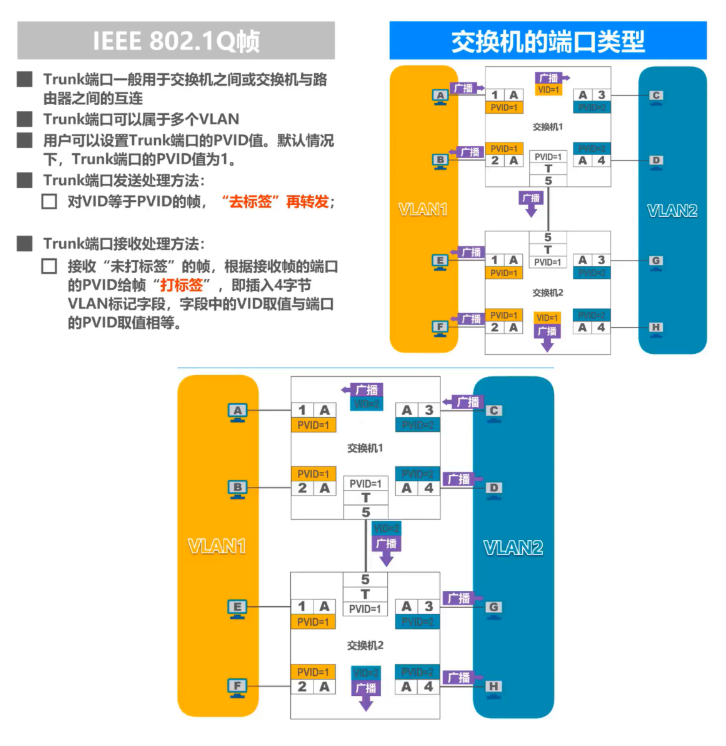 IEEE 802.1Q帧
Trunk端口一般用于交换机之间或交换机与路
由器之间的互连
Trunk端口可以属于多个VLAN
用户可以设置Trunk端口的PVID值。默认情况
下，Trunk端口的PVID值为1。
Trunk端口发送处理方法：
对VID等于PVID的帧，“去标签”再转发；
Trunk端口接收处理方法：
接收“未打标签”的帧，根据接收帧的端口
的PVID给帧“打标签”，即插入4字节
VLAN标记字段，字段中的VID取值与端口
的PVID取值相等。
交换机的端口类型
广播
VID=1
A 广播 1 A A 3 C
PVID=1 PVID=2
交换机1
PVID=1 PVID=1 PVID=2
B 广播 2 A T A 4 D
5
VLAN1 广播 VLAN2
5
E 广播 1 A T A 3 G
PVID=1 PVID=1 PVID=2
交换机2
PVID=1 VID=1 PVID=2
F 广播 2 A 广播 A 4 H
广播
VID=2
A 1 A A 3 广播 C
PVID=1 PVID=2
交换机1
PVID=1 PVID=1 PVID=2
B 2 A T A 4 广播 D
5
VID=2
VLAN1 广播 VLAN2
5
E 1 A T A 3 广播 G
PVID=1 PVID=1 PVID=2
交换机2
PVID=1 VID=2 PVID=2
F 2 A 广播 A 4 广播 H